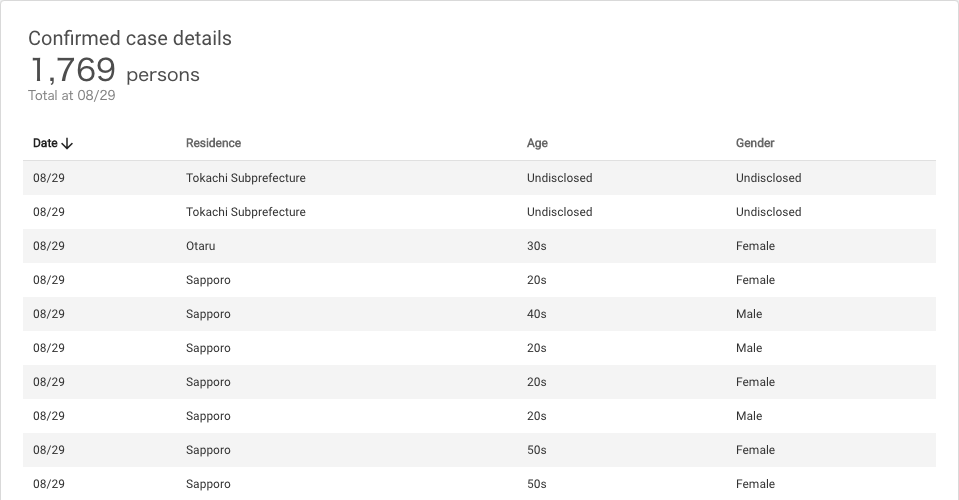 Confirmed case details
1,769 persons
Total at 08/29
Date Residence Age Gender
08/29 Tokachi Subprefecture Undisclosed Undisclosed
08/29 Tokachi Subprefecture Undisclosed Undisclosed
08/29 Otaru 30s Female
08/29 Sapporo 20s Female
08/29 Sapporo 40s Male
08/29 Sapporo 20s Male
08/29 Sapporo 20s Female
08/29 Sapporo 20s Male
08/29 Sapporo 50s Female
08/29 Sapporo 50s Female